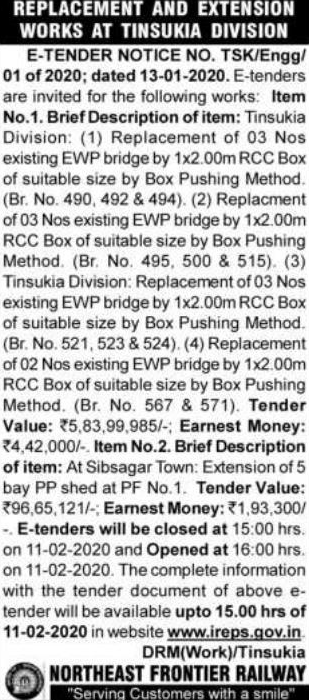 REPLACEMENT AND EXTENSION
WORKS AT TINSUKIA DIVISION
E-TENDER NOTICE NO. TSK/Engg/
01 of 2020; dated 13-01-2020. E-tenders
are invited for the following works: Item
No.1. Brief Description of item: Tinsukia
Division: (1) Replacement of 03 Nos
existing EWP bridge by 1x2.00m RCC Box
of suitable size by Box Pushing Method.
(Br. No. 490, 492 & 494). (2) Replacment
of 03 Nos existing EWP bridge by 1x2.00m
RCC Box of suitable size by Box Pushing
Method. (Br. No. 495, 500 & 515). (3)
Tinsukia Division: Replacement of 03 Nos
existing EWP bridge by 1x2.00m RCC Box
of suitable size by Box Pushing Method.
(Br. No. 521, 523 & 524). (4) Replacement
of 02 Nos existing EWP bridge by 1x2.00m
RCC Box of suitable size by Box Pushing
Method. (Br. No. 567 & 571). Tender
Value: ₹5,83,99,985/-; Earnest Money:
₹4,42,000/-. Item No.2. Brief Description
of item: At Sibsagar Town: Extension of 5
bay PP shed at PF No.1. Tender Value:
₹96,65,121/-; Earnest Money: ₹1,93,300/
-. E-tenders will be closed at 15:00 hrs.
on 11-02-2020 and Opened at 16:00 hrs.
on 11-02-2020. The complete information
with the tender document of above e-
tender will be available upto 15.00 hrs of
11-02-2020 in website www.ireps.gov.in.
DRM(Work)/Tinsukia
NORTHEAST FRONTIER RAILWAY
"Serving Customers with a smile"